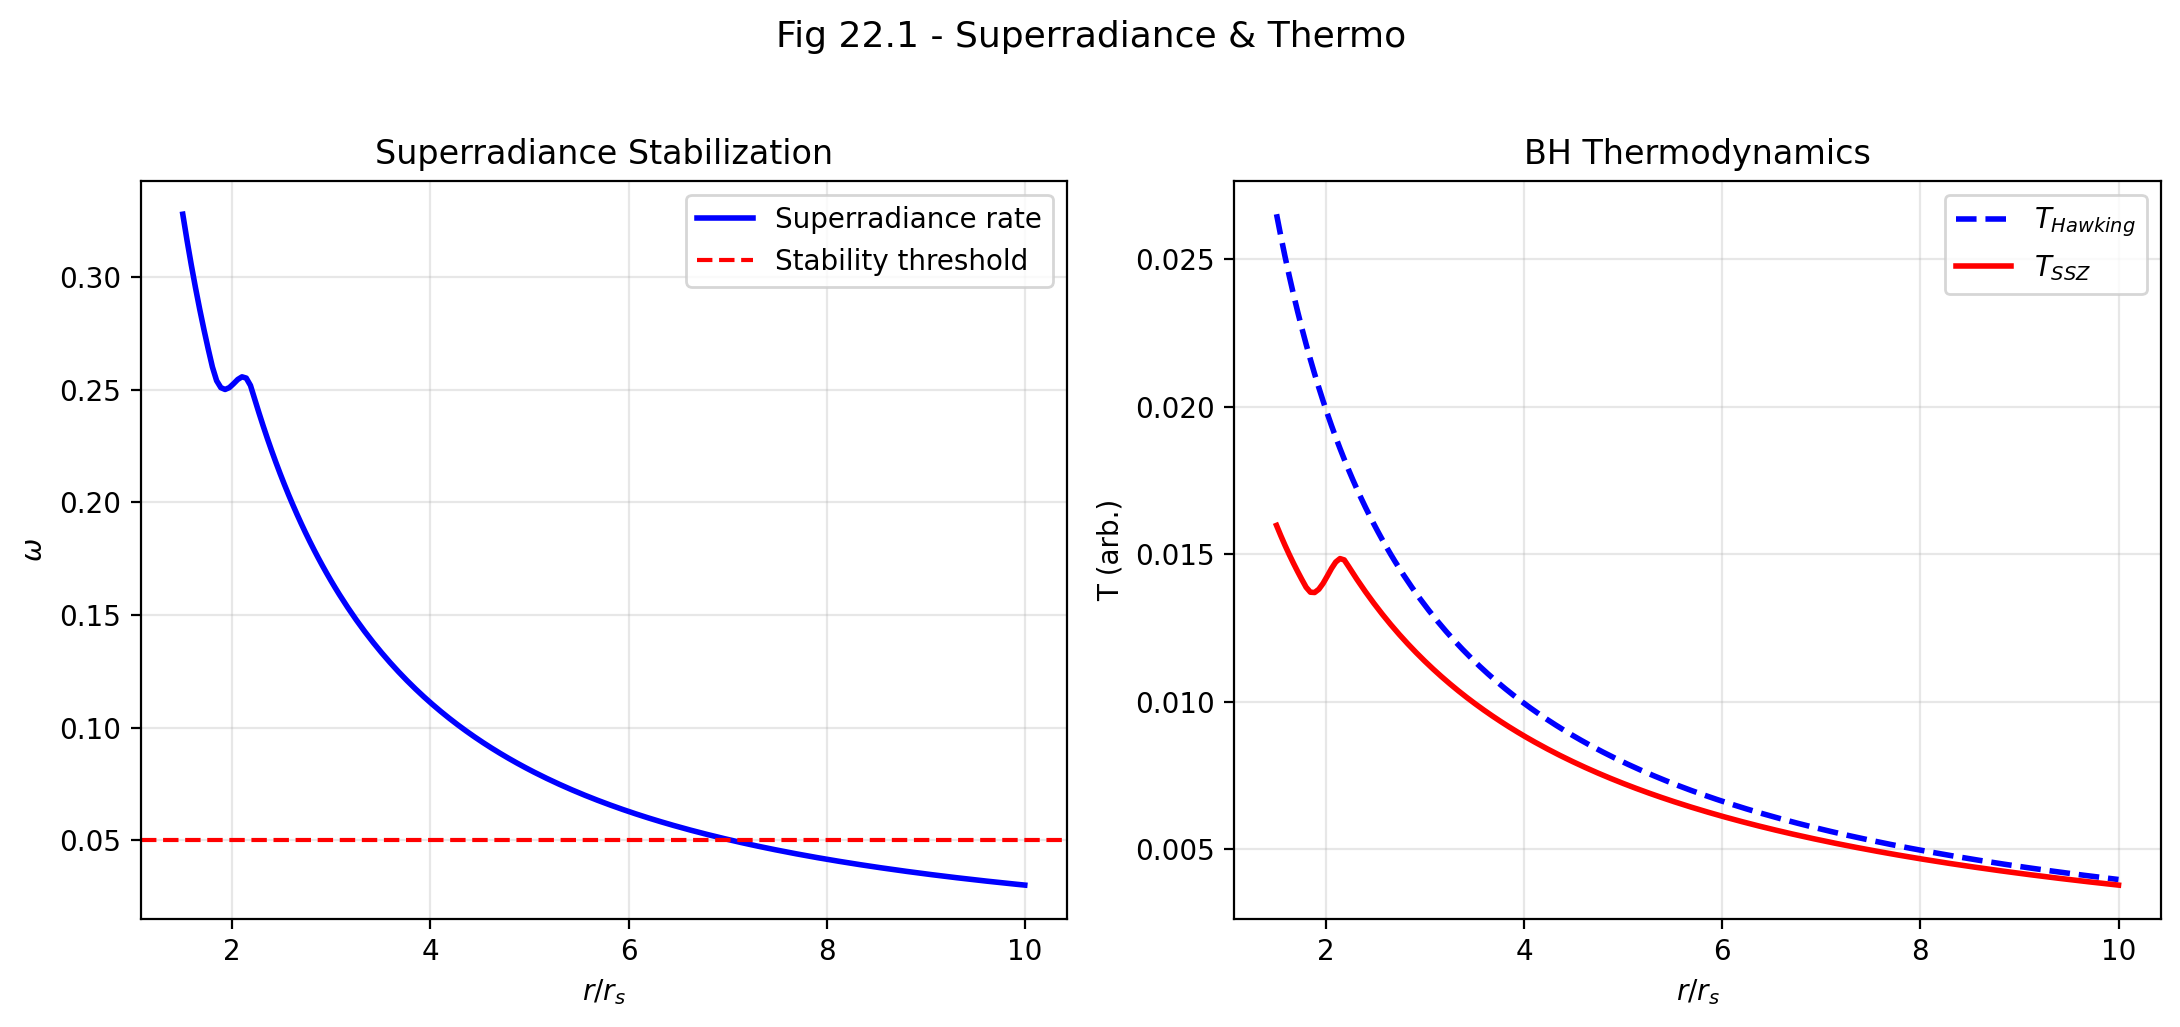 Fig 22.1 - Superradiance & Thermo
Superradiance Stabilization
Superradiance rate
Stability threshold
ω
0.30
0.25
0.20
0.15
0.10
0.05
2 4 6 8 10
r/r_s
BH Thermodynamics
T_Hawking
T_SSZ
T (arb.)
0.025
0.020
0.015
0.010
0.005
2 4 6 8 10
r/r_s